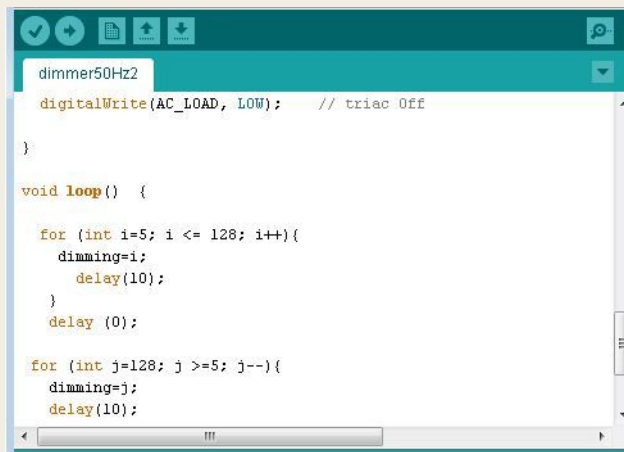 dimmer50Hz2
digitalWrite(AC_LOAD, LOW);    // triac Off
}
void loop()  {
for (int i=5; i <= 128; i++){
dimming=i;
delay(10);
}
delay (0);
for (int j=128; j >=5; j--){
dimming=j;
delay(10);